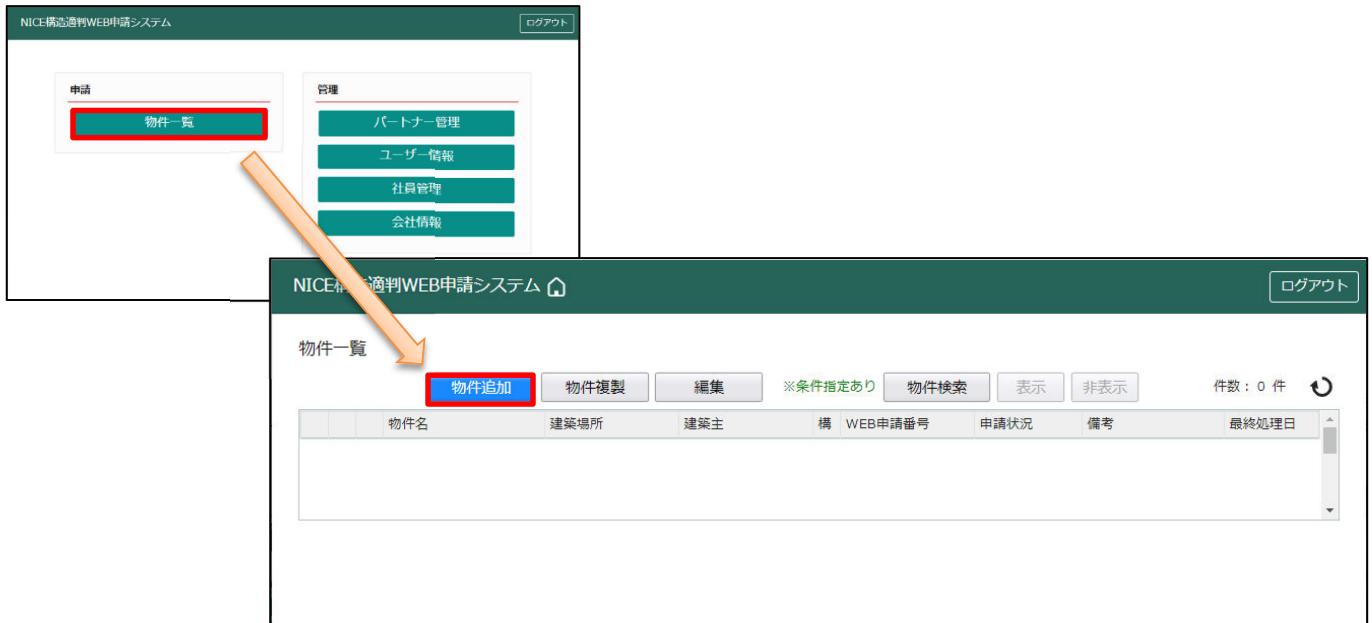 NICE構造適判WEB申請システム ログアウト
申請 管理
物件一覧 パートナー管理
ユーザー情報
社員管理
会社情報
NICE構 適判WEB申請システム ログアウト
物件一覧
物件追加 物件複製 編集 ※条件指定あり 物件検索 表示 非表示 件数：0 件
物件名 建築場所 建築主 構 WEB申請番号 申請状況 備考 最終処理日